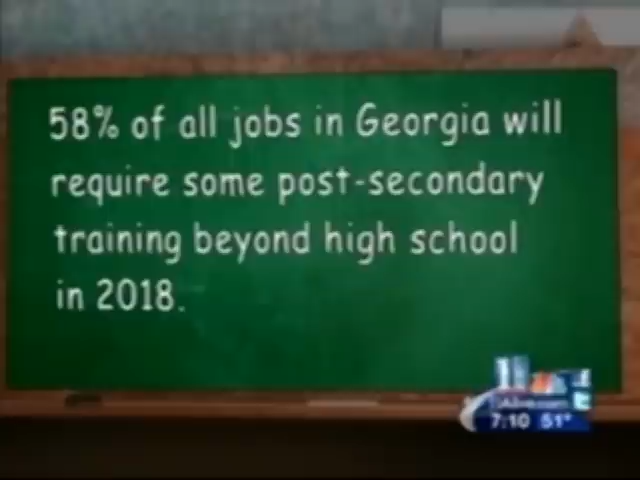 58% of all jobs in Georgia will
require some post-secondary
training beyond high school
in 2018.
11
7:10 51°